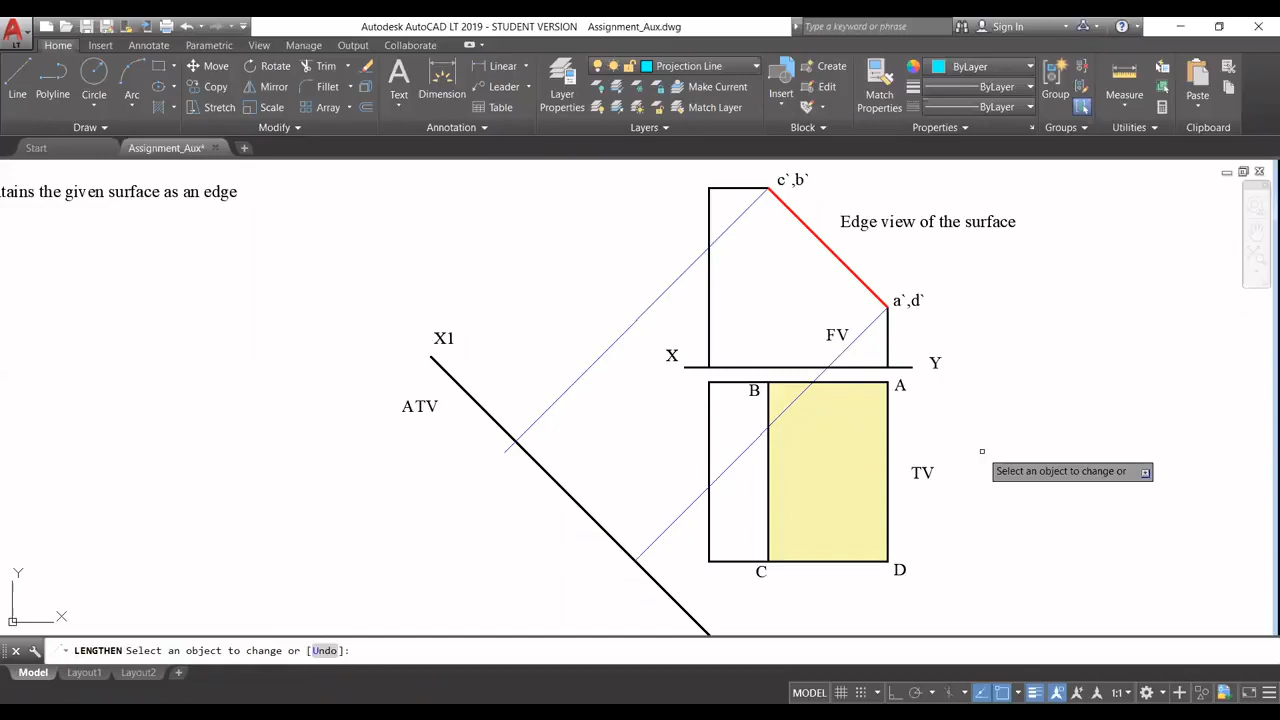 Autodesk AutoCAD LT 2019 - STUDENT VERSION Assignment_Aux.dwg
Type a keyword or phrase
Sign In
A
LT
Home Insert Annotate Parametric View Manage Output Collaborate
Line
Polyline
Circle
Arc
Draw
Move Rotate Trim
Copy Mirror Fillet
Stretch Scale Array
Modify
Text
Dimension
Linear
Leader
Table
Annotation
Layer
Properties
Projection Line
Make Current
Match Layer
Layers
Insert
Create
Edit
Block
Match
Properties
ByLayer
ByLayer
ByLayer
Properties
Group
Groups
Measure
Utilities
Paste
Clipboard
Start Assignment_Aux*
tains the given surface as an edge
c`,b`
Edge view of the surface
a`,d`
X1
FV
X
Y
ATV
B
A
TV
Select an object to change or
C
D
Y
X
LENGTHEN Select an object to change or [Undo]:
Model Layout1 Layout2
MODEL
1:1